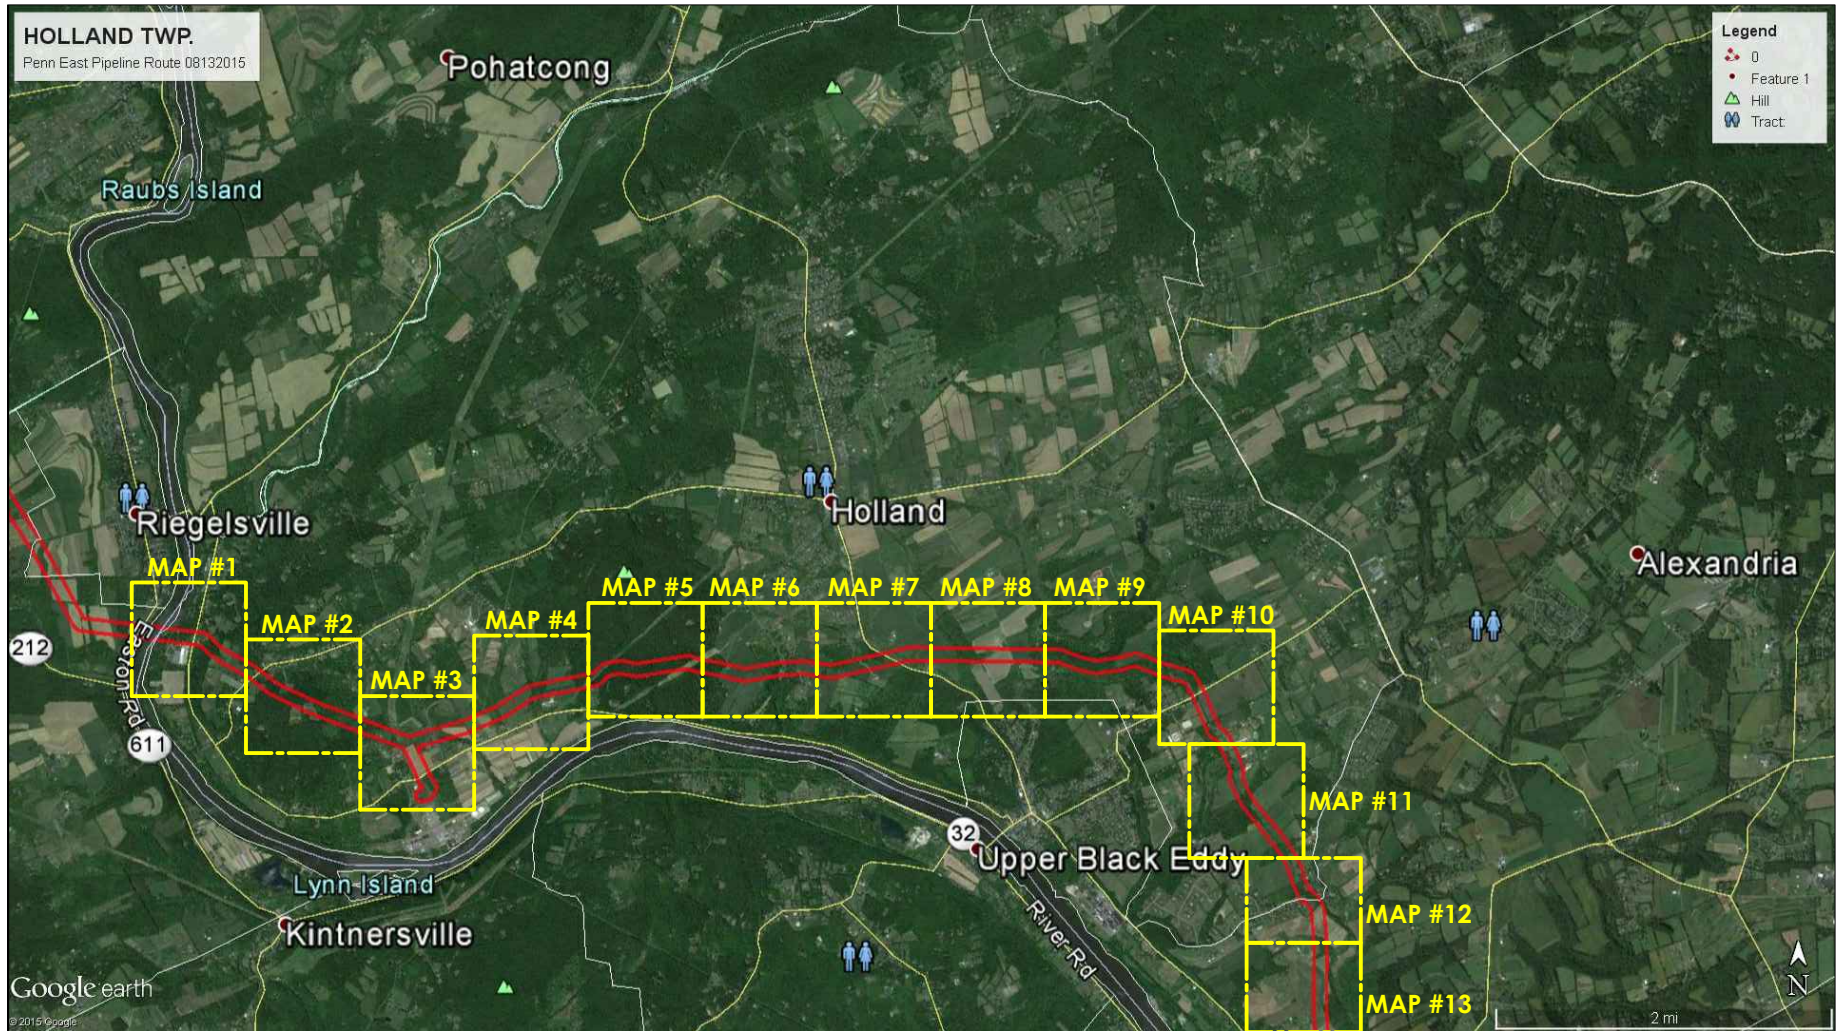 HOLLAND TWP.
Penn East Pipeline Route 08132015
Legend
0
Feature 1
Hill
Tract
Pohatcong
Raubs Island
Riegelsville
Holland
Alexandria
MAP #1
MAP #2
MAP #3
MAP #4
MAP #5
MAP #6
MAP #7
MAP #8
MAP #9
MAP #10
MAP #11
MAP #12
MAP #13
212
Easton Rd
611
32
Upper Black Eddy
River Rd
Lynn Island
Kintnersville
Google earth
© 2015 Google
N
2 mi